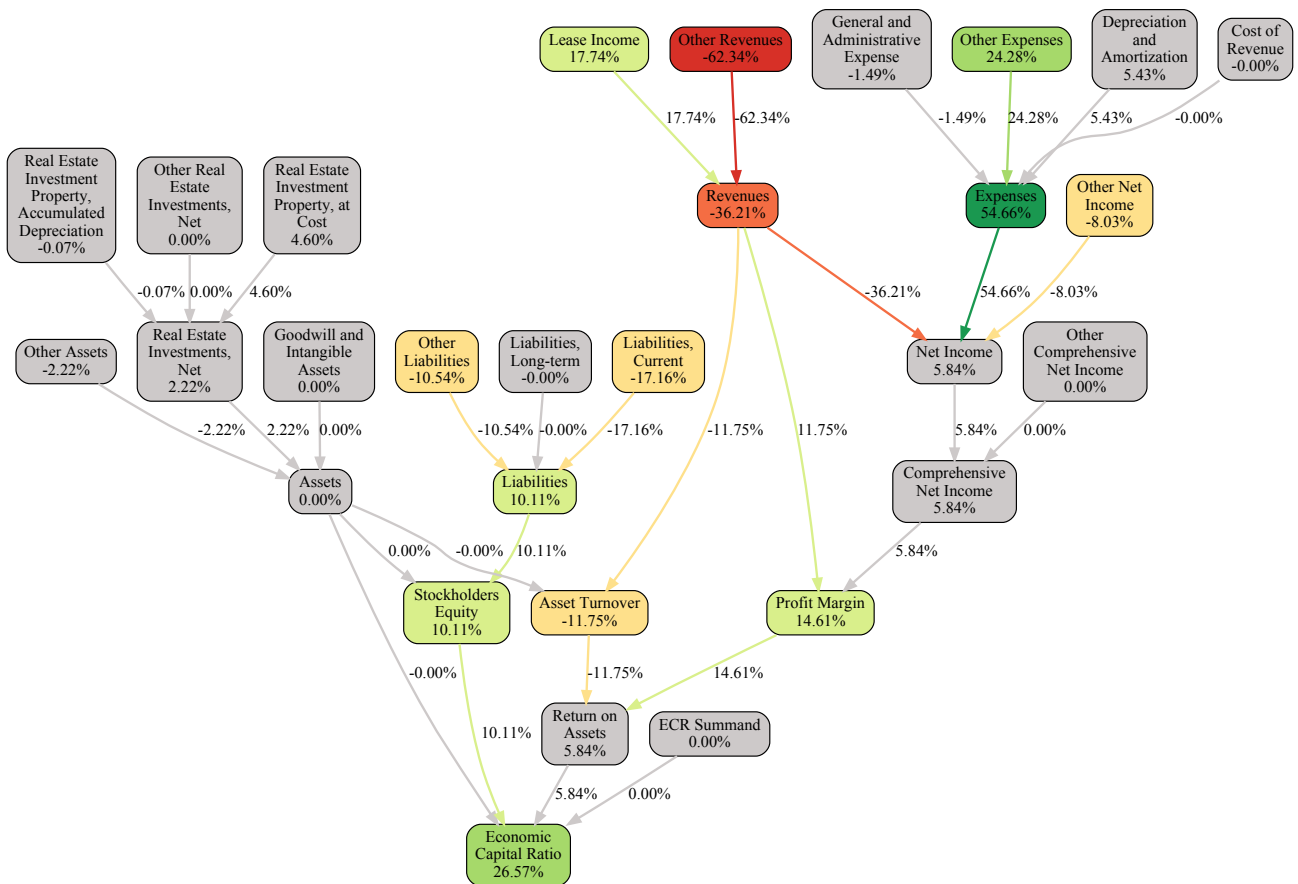 Lease Income
17.74%
Other Revenues
-62.34%
General and
Administrative
Expense
-1.49%
Other Expenses
24.28%
Depreciation
and
Amortization
5.43%
Cost of
Revenue
-0.00%
17.74%
-62.34%
-1.49%
24.28%
5.43%
-0.00%
Real Estate
Investment
Property,
Accumulated
Depreciation
-0.07%
Other Real
Estate
Investments,
Net
0.00%
Real Estate
Investment
Property, at
Cost
4.60%
Revenues
-36.21%
Expenses
54.66%
Other Net
Income
-8.03%
-0.07%
0.00%
4.60%
-36.21%
54.66%
-8.03%
Other Assets
-2.22%
Real Estate
Investments,
Net
2.22%
Goodwill and
Intangible
Assets
0.00%
Other
Liabilities
-10.54%
Liabilities,
Long-term
-0.00%
Liabilities,
Current
-17.16%
Net Income
5.84%
Other
Comprehensive
Net Income
0.00%
-2.22%
2.22%
0.00%
-10.54%
-0.00%
-17.16%
-11.75%
11.75%
5.84%
0.00%
Assets
0.00%
Liabilities
10.11%
Comprehensive
Net Income
5.84%
0.00%
-0.00%
10.11%
5.84%
Stockholders
Equity
10.11%
Asset Turnover
-11.75%
Profit Margin
14.61%
-0.00%
-11.75%
14.61%
10.11%
Return on
Assets
5.84%
ECR Summand
0.00%
5.84%
0.00%
Economic
Capital Ratio
26.57%